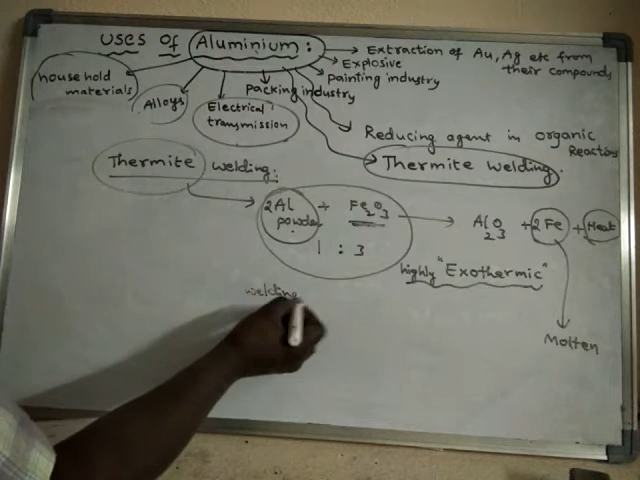 USES OF Aluminium:
Extraction of Au, Ag etc from their compounds
Explosive
Painting industry
Packing industry
household materials
Alloys
Electrical transmission
Reducing agent in organic Reactions
Thermite welding.
Thermite welding:
2Al powder + Fe2O3 → Al2O3 + 2Fe + Heat
1 : 3
highly "Exothermic"
welding
Molten